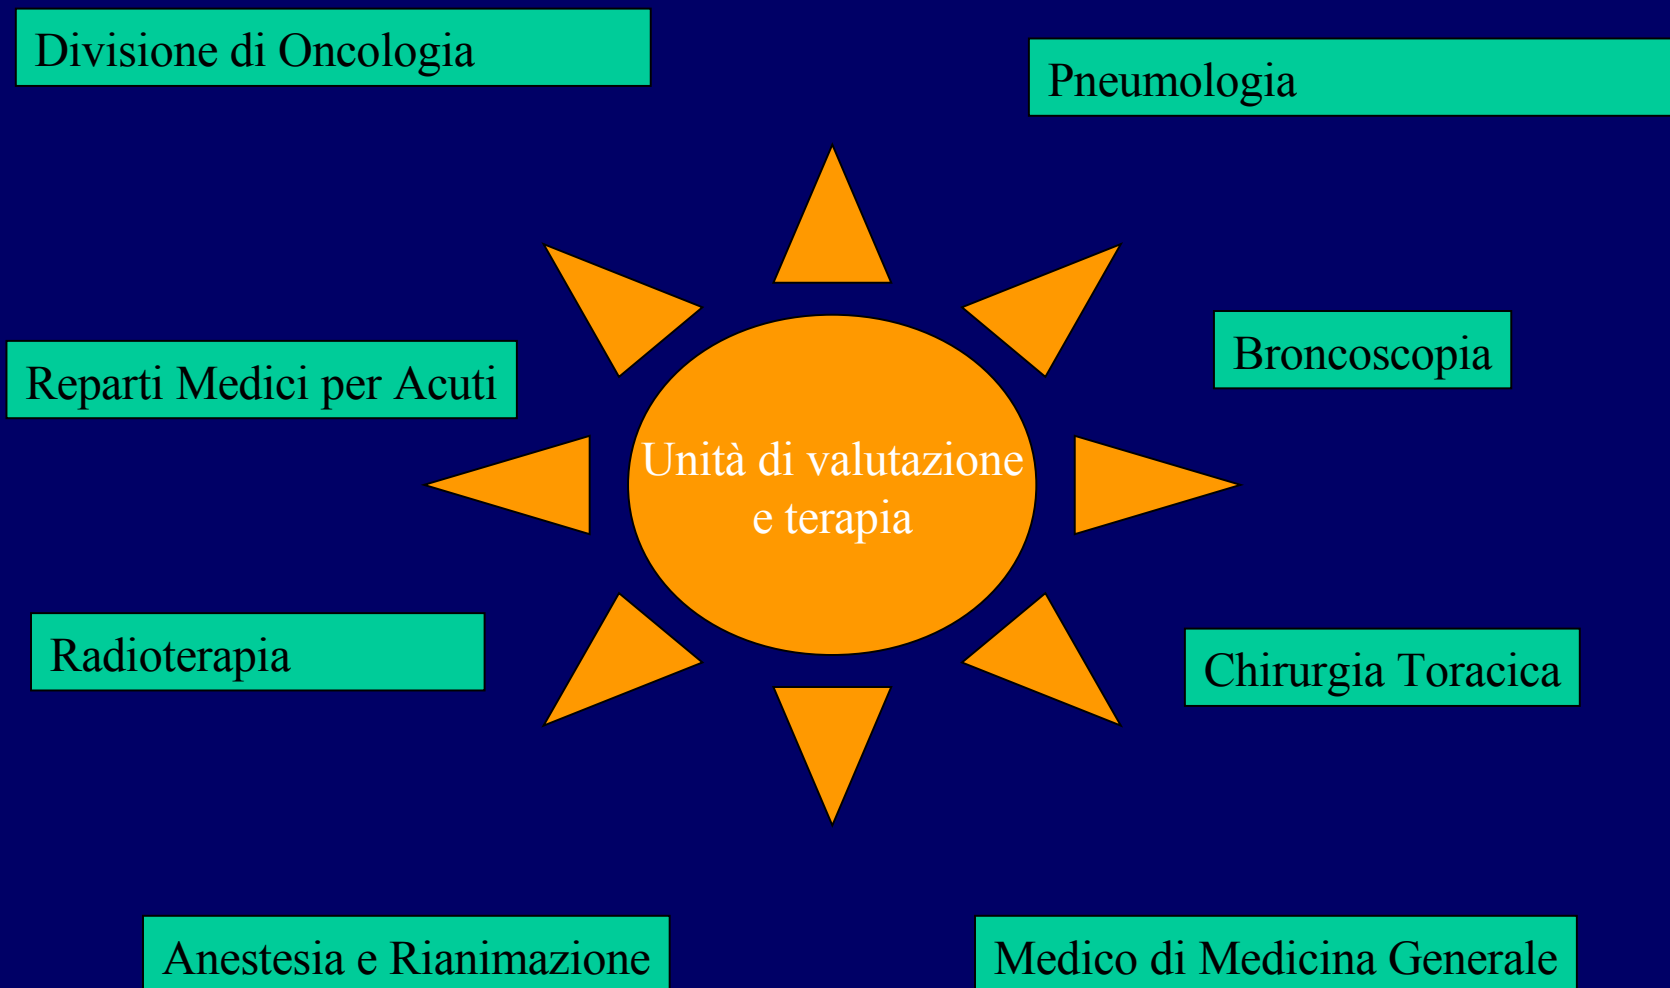 Divisione di Oncologia
Pneumologia
Broncoscopia
Reparti Medici per Acuti
Unità di valutazione
e terapia
Radioterapia
Chirurgia Toracica
Anestesia e Rianimazione
Medico di Medicina Generale